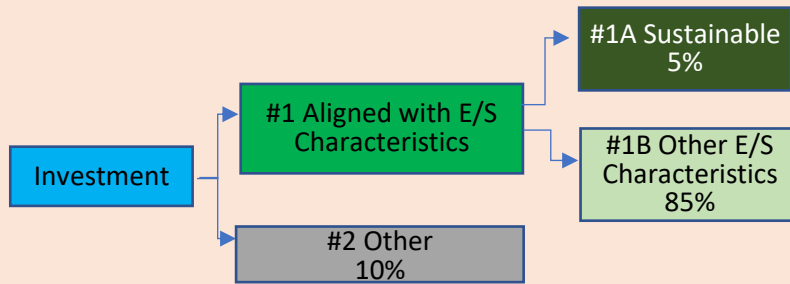 #1A Sustainable
5%
#1 Aligned with E/S
Characteristics
#1B Other E/S
Characteristics
85%
Investment
#2 Other
10%